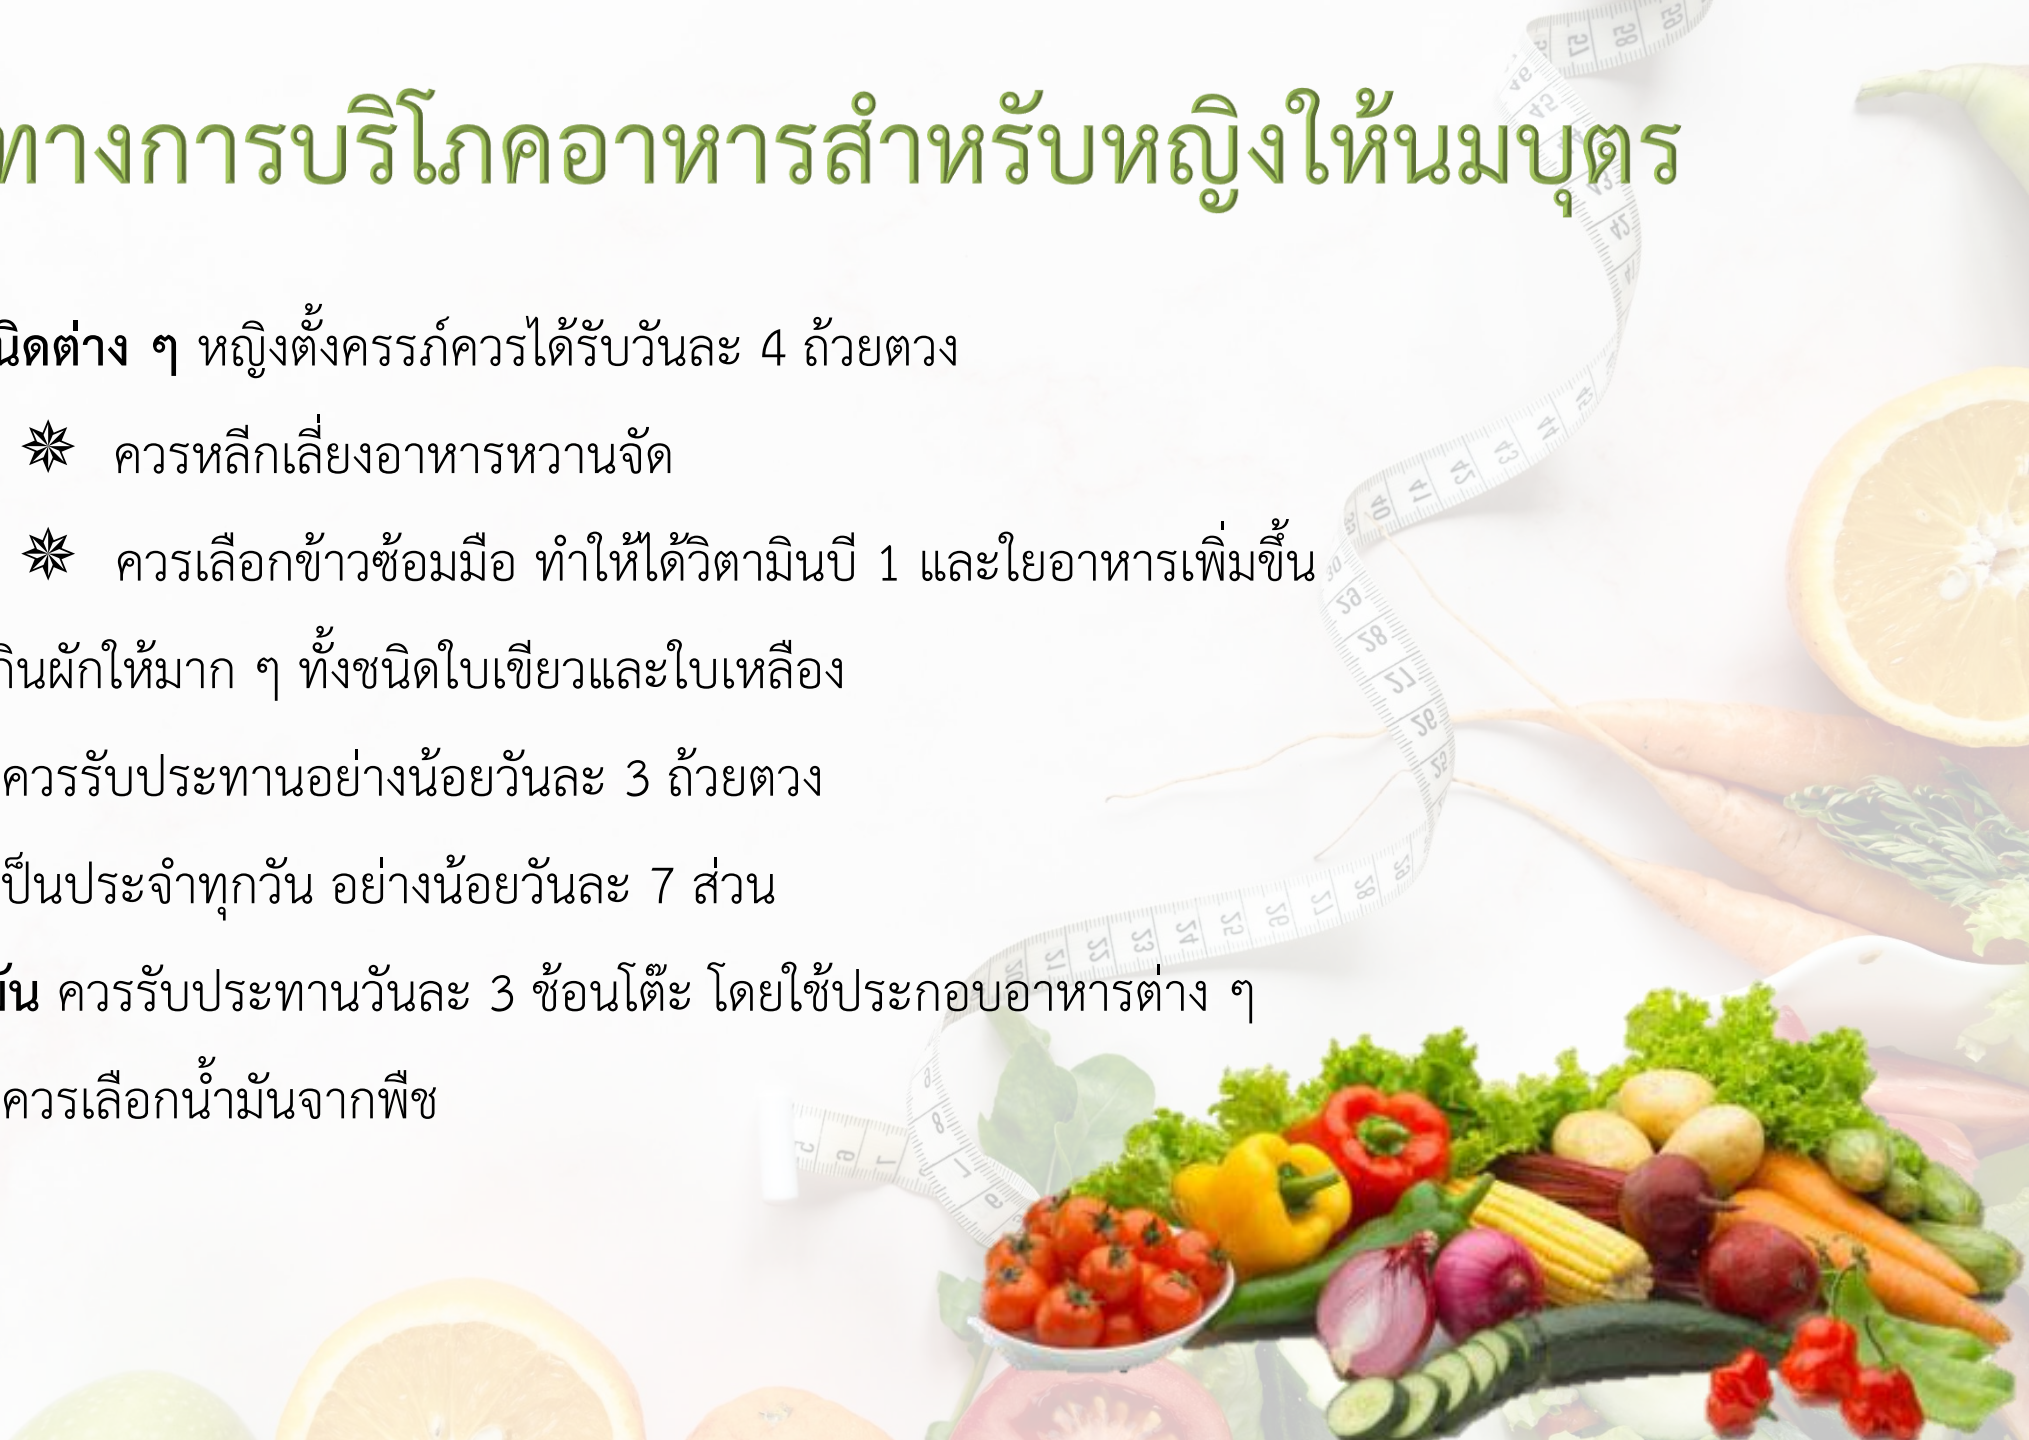 ทางการบริโภคอาหารสำหรับหญิงให้นมบุตร
ต่าง ๆ หญิงตั้งครรภ์ควรได้รับวันละ 4 ถ้วยตวง
✵ ควรหลีกเลี่ยงอาหารหวานจัด
✵ ควรเลือกข้าวซ้อมมือ ทำให้ได้วิตามินบี 1 และใยอาหารเพิ่มขึ้น
ผักให้มาก ๆ ทั้งชนิดใบเขียวและใบเหลือง
ควรรับประทานอย่างน้อยวันละ 3 ถ้วยตวง
ประจำทุกวัน อย่างน้อยวันละ 7 ส่วน
ควรรับประทานวันละ 3 ช้อนโต๊ะ โดยใช้ประกอบอาหารต่าง ๆ
ควรเลือกน้ำมันจากพืช